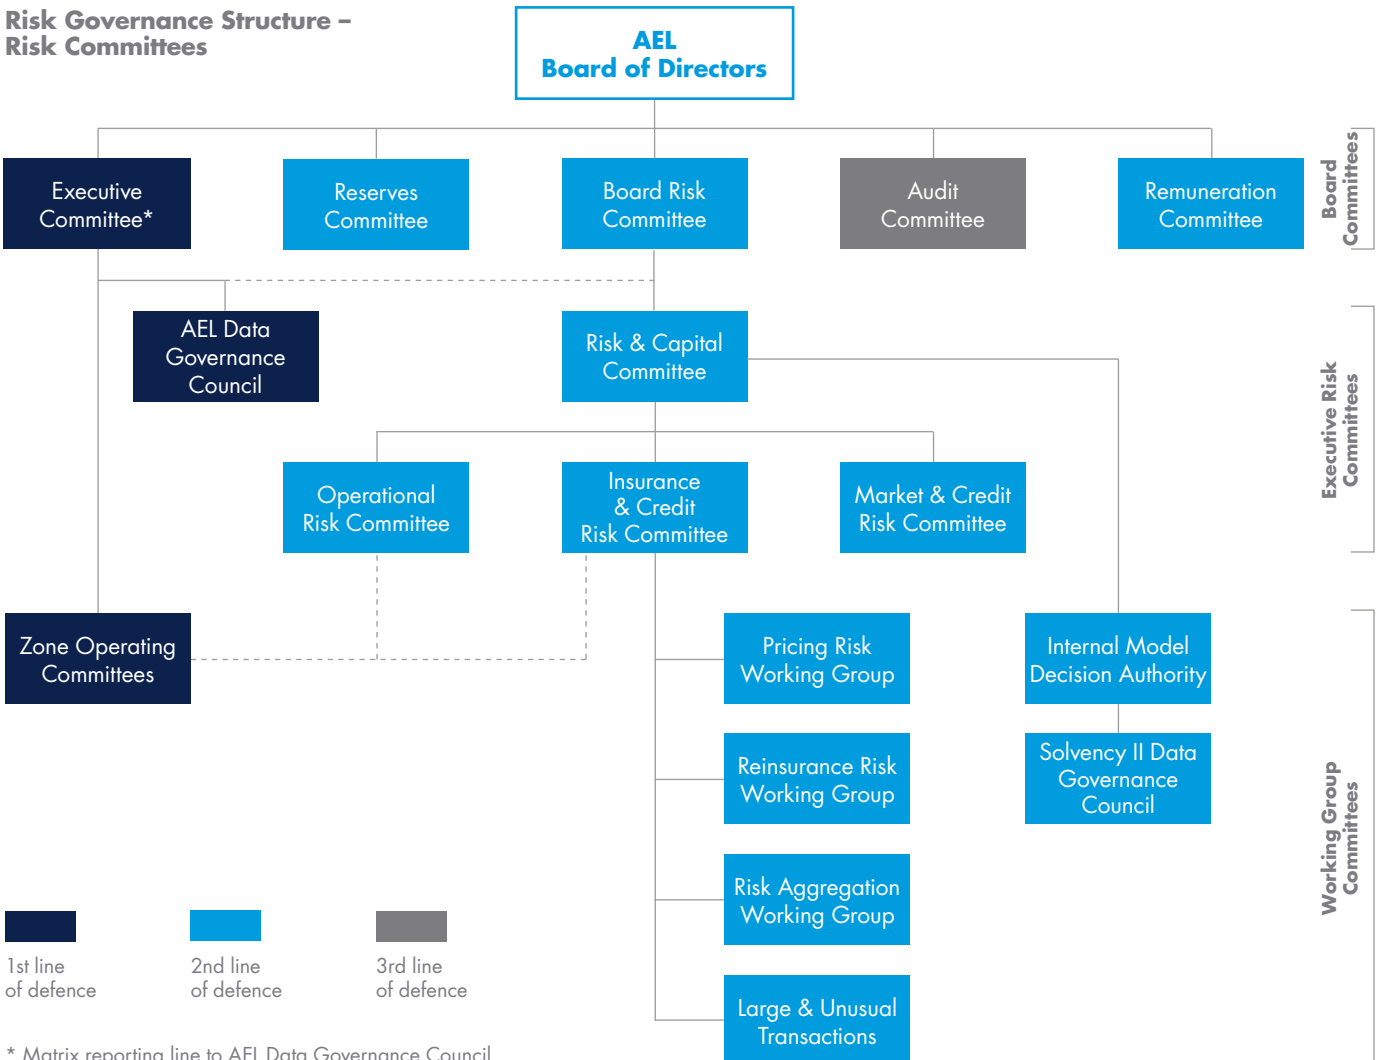 Risk Governance Structure –
Risk Committees
AEL
Board of Directors
Executive
Committee*
Reserves
Committee
Board Risk
Committee
Audit
Committee
Remuneration
Committee
Board
Committees
AEL Data
Governance
Council
Risk & Capital
Committee
Operational
Risk Committee
Insurance
& Credit
Risk Committee
Market & Credit
Risk Committee
Executive Risk
Committees
Zone Operating
Committees
Pricing Risk
Working Group
Internal Model
Decision Authority
Reinsurance Risk
Working Group
Solvency II Data
Governance
Council
Risk Aggregation
Working Group
Large & Unusual
Transactions
Working Group
Committees
1st line
of defence
2nd line
of defence
3rd line
of defence
* Matrix reporting line to AEL Data Governance Council